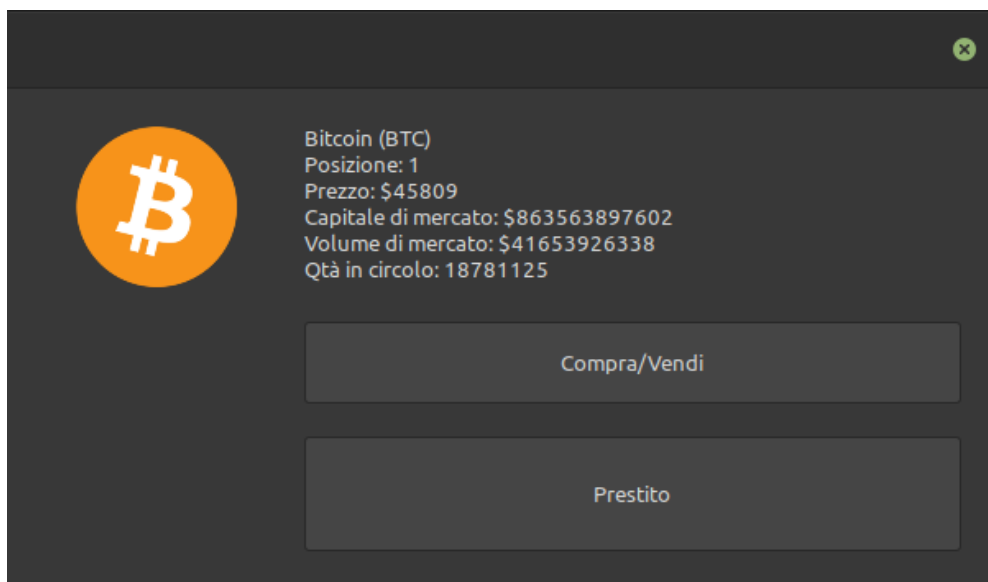 Bitcoin (BTC)
Posizione: 1
Prezzo: $45809
Capitale di mercato: $863563897602
Volume di mercato: $41653926338
Qtà in circolo: 18781125
Compra/Vendi
Prestito